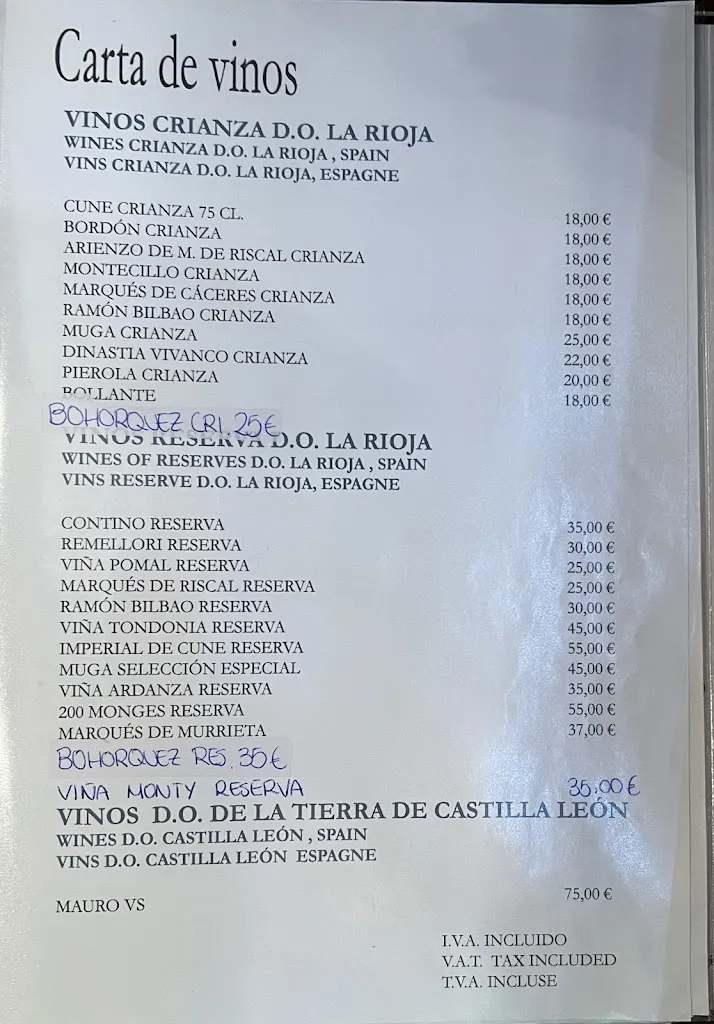 Carta de vinos
VINOS CRIANZA D.O. LA RIOJA
WINES CRIANZA D.O. LA RIOJA , SPAIN
VINS CRIANZA D.O. LA RIOJA, ESPAGNE
CUNE CRIANZA 75 CL. 18,00 €
BORDÓN CRIANZA 18,00 €
ARIENZO DE M. DE RISCAL CRIANZA 18,00 €
MONTECILLO CRIANZA 18,00 €
MARQUÉS DE CÁCERES CRIANZA 18,00 €
RAMÓN BILBAO CRIANZA 18,00 €
MUGA CRIANZA 25,00 €
DINASTIA VIVANCO CRIANZA 22,00 €
PIEROLA CRIANZA 20,00 €
BOLLANTE 18,00 €
BOHORQUEZ CRI. 25€
VINOS RESERVA D.O. LA RIOJA
WINES OF RESERVES D.O. LA RIOJA , SPAIN
VINS RESERVE D.O. LA RIOJA, ESPAGNE
CONTINO RESERVA 35,00 €
REMELLORI RESERVA 30,00 €
VIÑA POMAL RESERVA 25,00 €
MARQUÉS DE RISCAL RESERVA 25,00 €
RAMÓN BILBAO RESERVA 30,00 €
VIÑA TONDONIA RESERVA 45,00 €
IMPERIAL DE CUNE RESERVA 55,00 €
MUGA SELECCIÓN ESPECIAL 45,00 €
VIÑA ARDANZA RESERVA 35,00 €
200 MONGES RESERVA 55,00 €
MARQUÉS DE MURRIETA 37,00 €
BOHORQUEZ RES. 35€
VIÑA MONTY RESERVA 35,00€
VINOS D.O. DE LA TIERRA DE CASTILLA LEÓN
WINES D.O. CASTILLA LEÓN , SPAIN
VINS D.O. CASTILLA LEÓN ESPAGNE
MAURO VS 75,00 €
I.V.A. INCLUIDO
V.A.T. TAX INCLUDED
T.V.A. INCLUSE